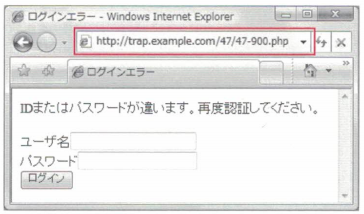 ログインエラー - Windows Internet Explorer
http://trap.example.com/47/47-900.php
ログインエラー
IDまたはパスワードが違います。再度認証してください。
ユーザ名
パスワード
ログイン